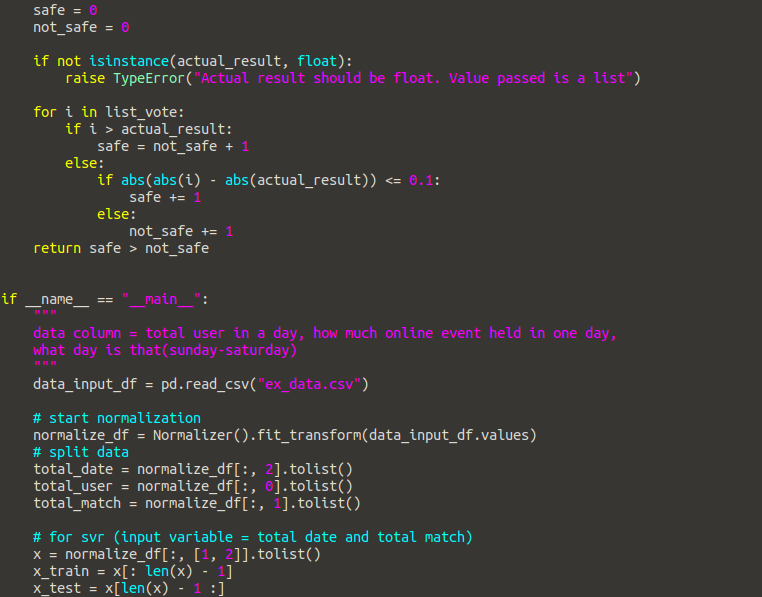 safe = 0
not_safe = 0
if not isinstance(actual_result, float):
raise TypeError("Actual result should be float. Value passed is a list")
for i in list_vote:
if i > actual_result:
safe = not_safe + 1
else:
if abs(abs(i) - abs(actual_result)) <= 0.1:
safe += 1
else:
not_safe += 1
return safe > not_safe
if __name__ == "__main__":
"""
data column = total user in a day, how much online event held in one day,
what day is that(sunday-saturday)
"""
data_input_df = pd.read_csv("ex_data.csv")
# start normalization
normalize_df = Normalizer().fit_transform(data_input_df.values)
# split data
total_date = normalize_df[:, 2].tolist()
total_user = normalize_df[:, 0].tolist()
total_match = normalize_df[:, 1].tolist()
# for svr (input variable = total date and total match)
x = normalize_df[:, [1, 2]].tolist()
x_train = x[: len(x) - 1]
x_test = x[len(x) - 1 :]